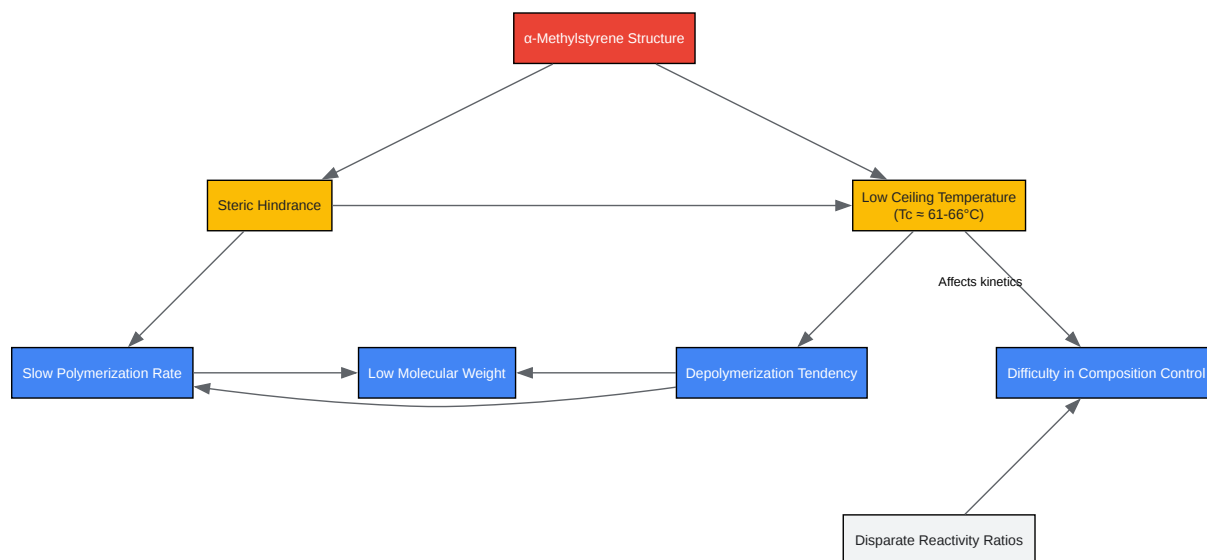 α-Methylstyrene Structure
Steric Hindrance
Low Ceiling Temperature
(Tc ≈ 61-66°C)
Affects kinetics
Slow Polymerization Rate
Low Molecular Weight
Depolymerization Tendency
Difficulty in Composition Control
Disparate Reactivity Ratios